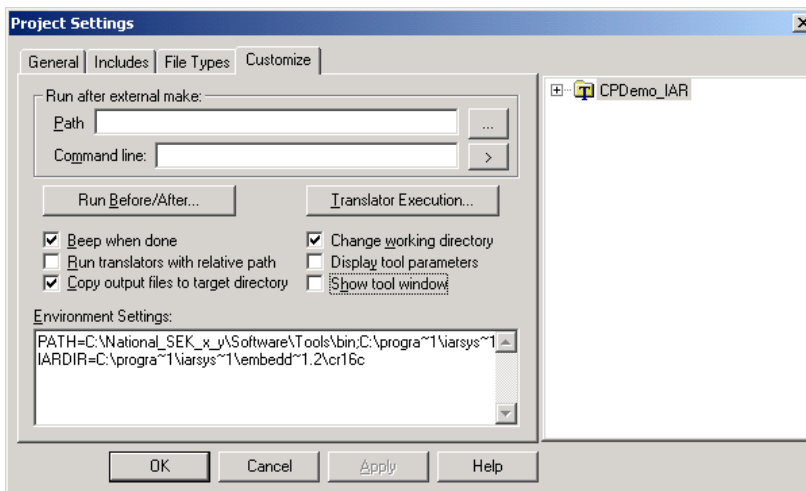 Project Settings
General Includes File Types Customize
Run after external make:
Path ...
Command line: >
Run Before/After... Translator Execution...
Beep when done Change working directory
Run translators with relative path Display tool parameters
Copy output files to target directory Show tool window
Environment Settings:
PATH=C:\National_SEK_x_y\Software\Tools\bin;C:\progra~1\iarsys~1
IARDIR=C:\progra~1\iarsys~1\embedd~1.2\cr16c
OK Cancel Apply Help
CPDemo_IAR